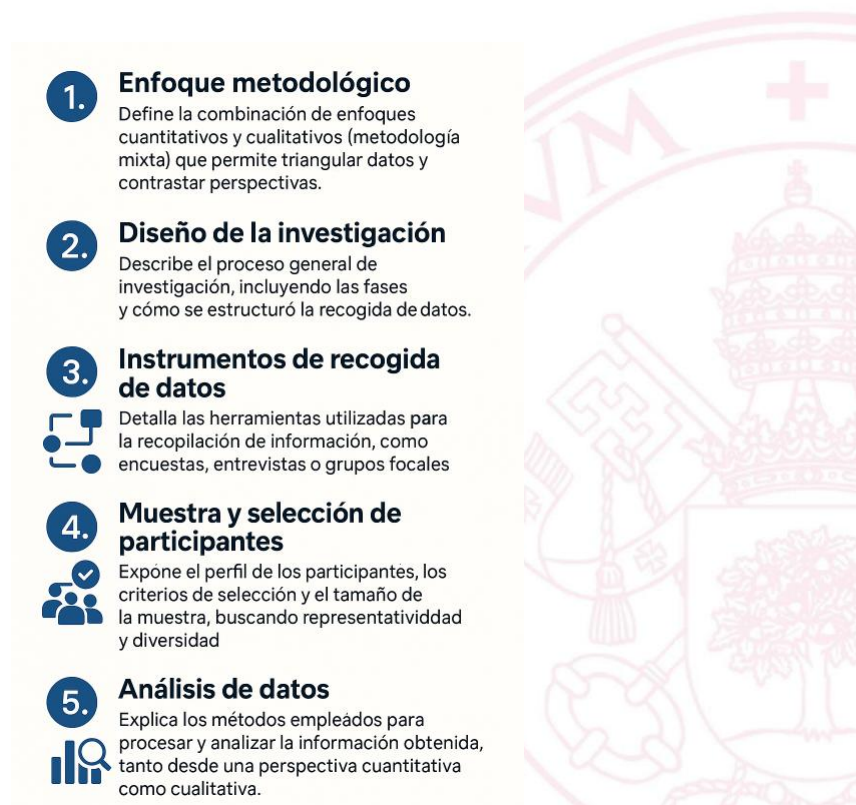 1.
Enfoque metodológico
Define la combinación de enfoques
cuantitativos y cualitativos (metodología
mixta) que permite triangular datos y
contrastar perspectivas.
2.
Diseño de la investigación
Describe el proceso general de
investigación, incluyendo las fases
y cómo se estructuró la recogida de datos.
3.
Instrumentos de recogida
de datos
Detalla las herramientas utilizadas para
la recopilación de información, como
encuestas, entrevistas o grupos focales
4.
Muestra y selección de
participantes
Expone el perfil de los participantes, los
criterios de selección y el tamaño de
la muestra, buscando representatividdad
y diversidad
5.
Análisis de datos
Explica los métodos empleádos para
procesar y analizar la información obtenida,
tanto desde una perspectiva cuantitativa
como cualitativa.
VM